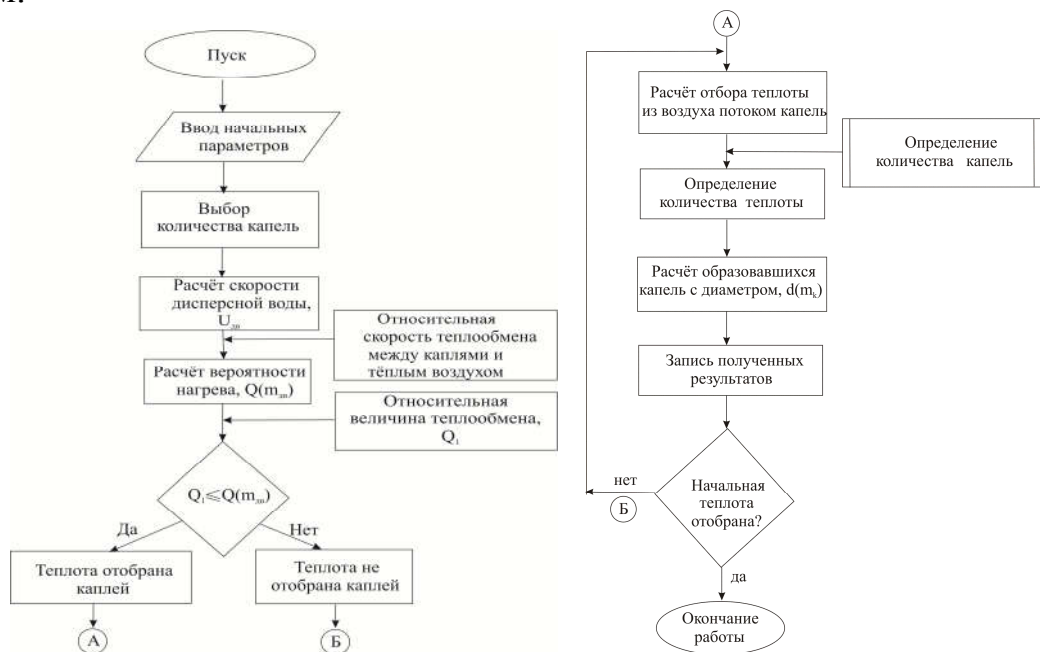 м.
Пуск
Ввод начальных
параметров
Выбор
количества капель
Расчёт скорости
дисперсной воды,
Uдв
Относительная
скорость теплообмена
между каплями и
тёплым воздухом
Расчёт вероятности
нагрева, Q(mдв)
Относительная
величина теплообмена,
Q1
Q1≤Q(mдв)
Да
Нет
Теплота отобрана
каплей
Теплота не
отобрана каплей
А
Б
А
Расчёт отбора теплоты
из воздуха потоком капель
Определение
количества капель
Определение
количества теплоты
Расчёт образовавшихся
капель с диаметром, d(mk)
Запись полученных
результатов
нет
Б
Начальная
теплота
отобрана?
да
Окончание
работы